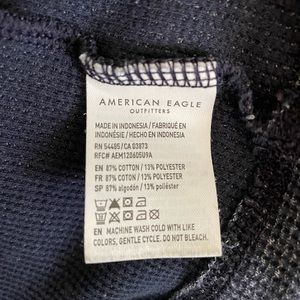 AMERICAN EAGLE
OUTFITTERS
MADE IN INDONESIA / FABRIQUÉ EN
INDONÉSIE / HECHO EN INDONESIA
RN 54485/CA 03873
RFC# AEM120605U9A
EN 87% COTTON / 13% POLYESTER
FR 87% COTON / 13% POLYESTER
SP 87% algodón / 13% poliéster
EN MACHINE WASH COLD WITH LIKE
COLORS, GENTLE CYCLE. DO NOT BLEACH.